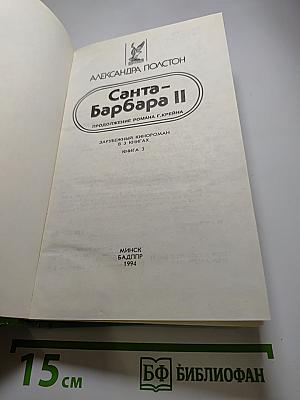 АЛЕКСАНДРА ПОЛСТОН
Санта-
Барбара II
ПРОДОЛЖЕНИЕ РОМАНА Г.КРЕЙНА
ЗАРУБЕЖНЫЙ КИНОРОМАН
В 3 КНИГАХ
КНИГА 3
МИНСК
БАДППР
1994
15 см
БФ БИБЛИОФАН